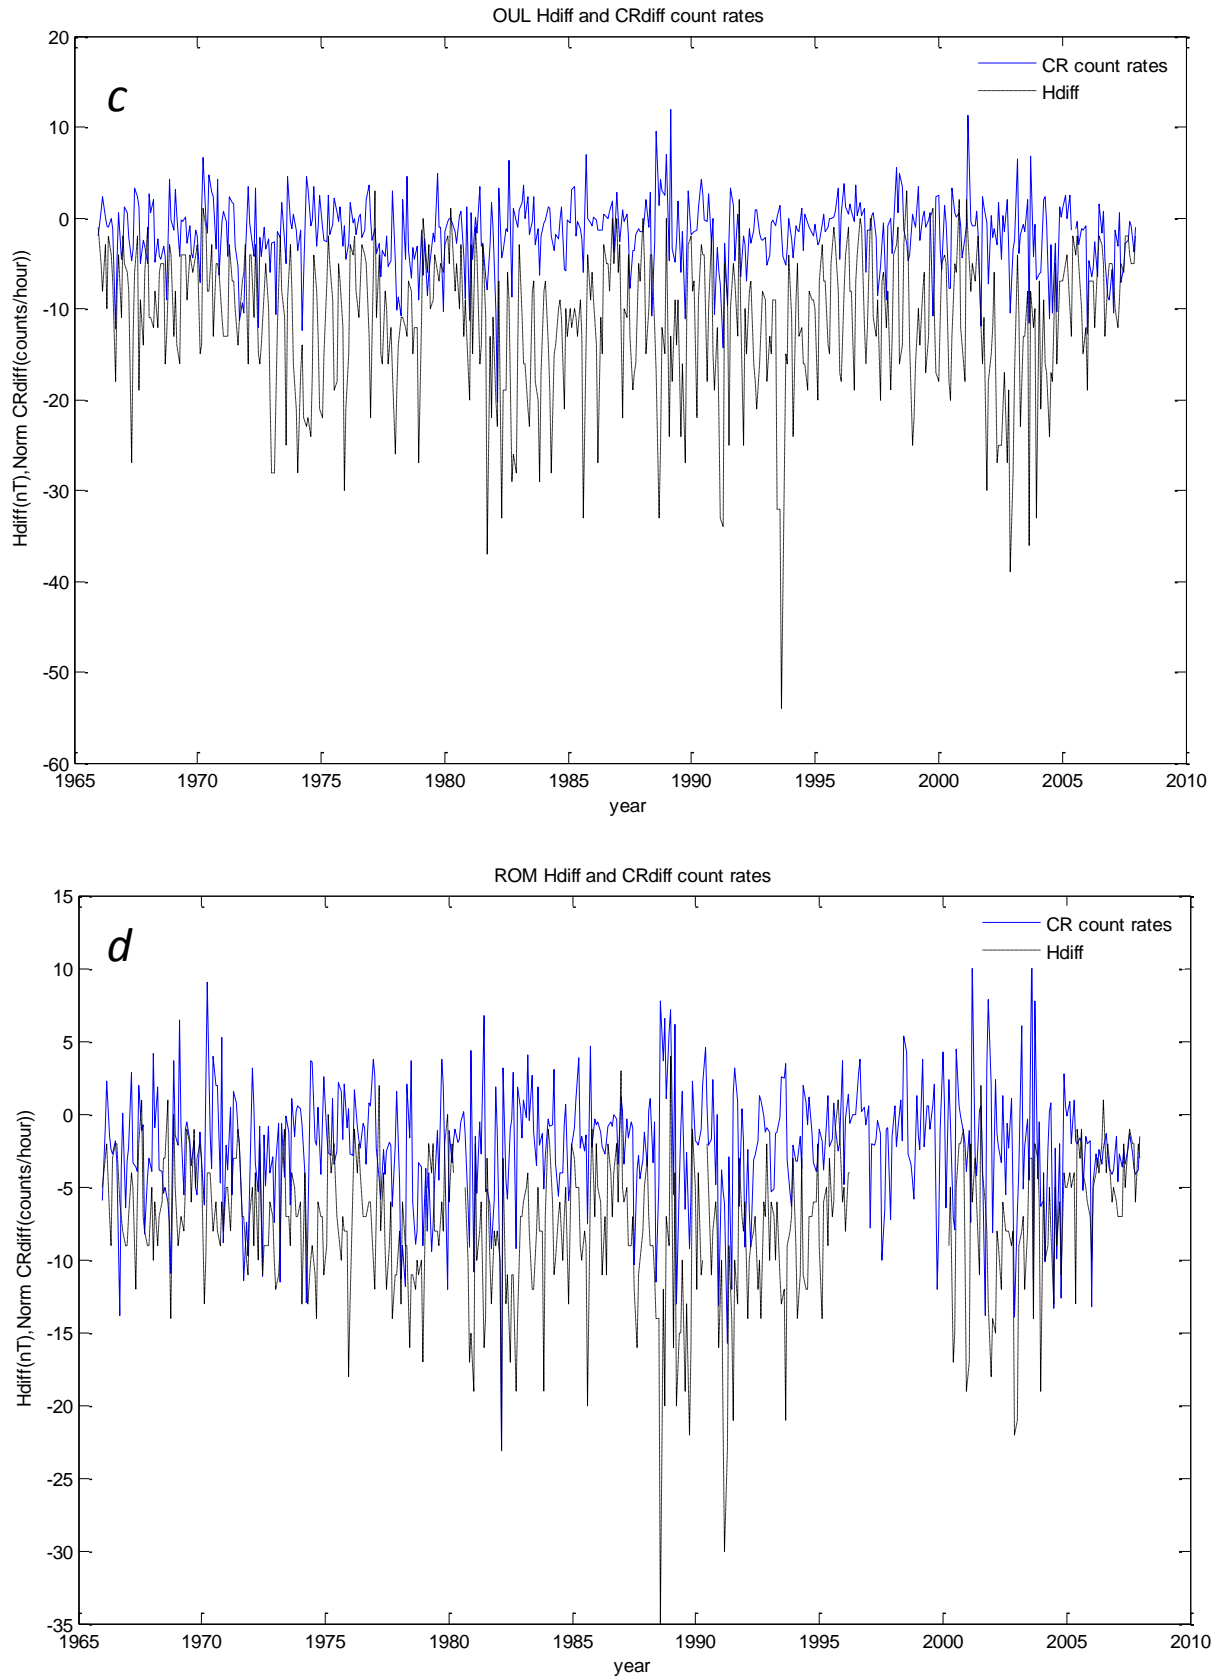 OUL Hdiff and CRdiff count rates
20
10
0
-10
-20
-30
-40
-50
-60
Hdiff(nT),Norm CRdiff(counts/hour))
c
CR count rates
Hdiff
1965 1970 1975 1980 1985 1990 1995 2000 2005 2010
year
ROM Hdiff and CRdiff count rates
15
10
5
0
-5
-10
-15
-20
-25
-30
-35
Hdiff(nT),Norm CRdiff(counts/hour))
d
CR count rates
Hdiff
1965 1970 1975 1980 1985 1990 1995 2000 2005 2010
year